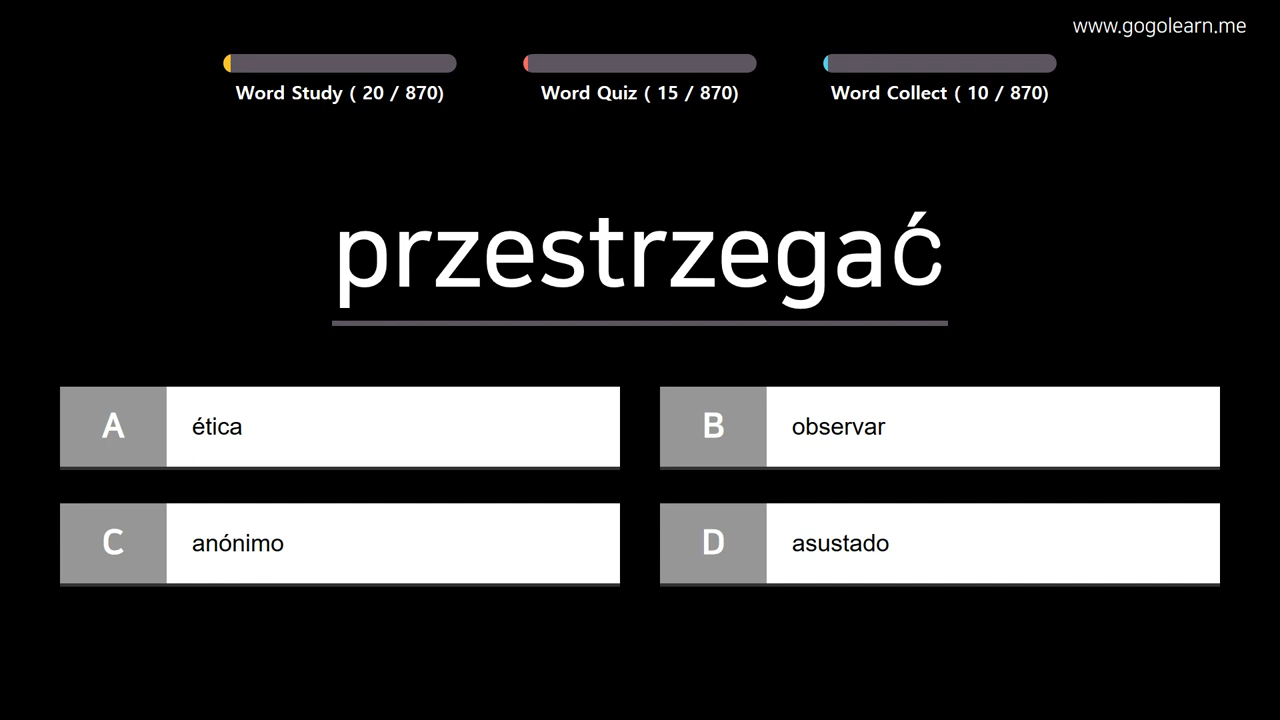 www.gogolearn.me
Word Study ( 20 / 870)
Word Quiz ( 15 / 870)
Word Collect ( 10 / 870)
przestrzegać
A ética
B observar
C anónimo
D asustado